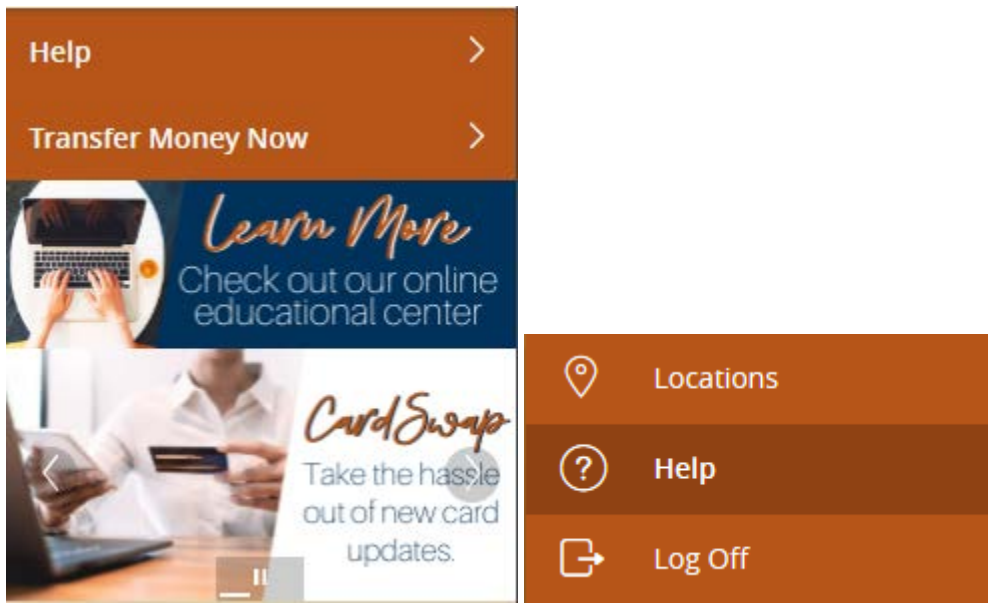 Help
Transfer Money Now
Learn More
Check out our online
educational center
CardSwap
Take the hassle
out of new card
updates.
Locations
Help
Log Off